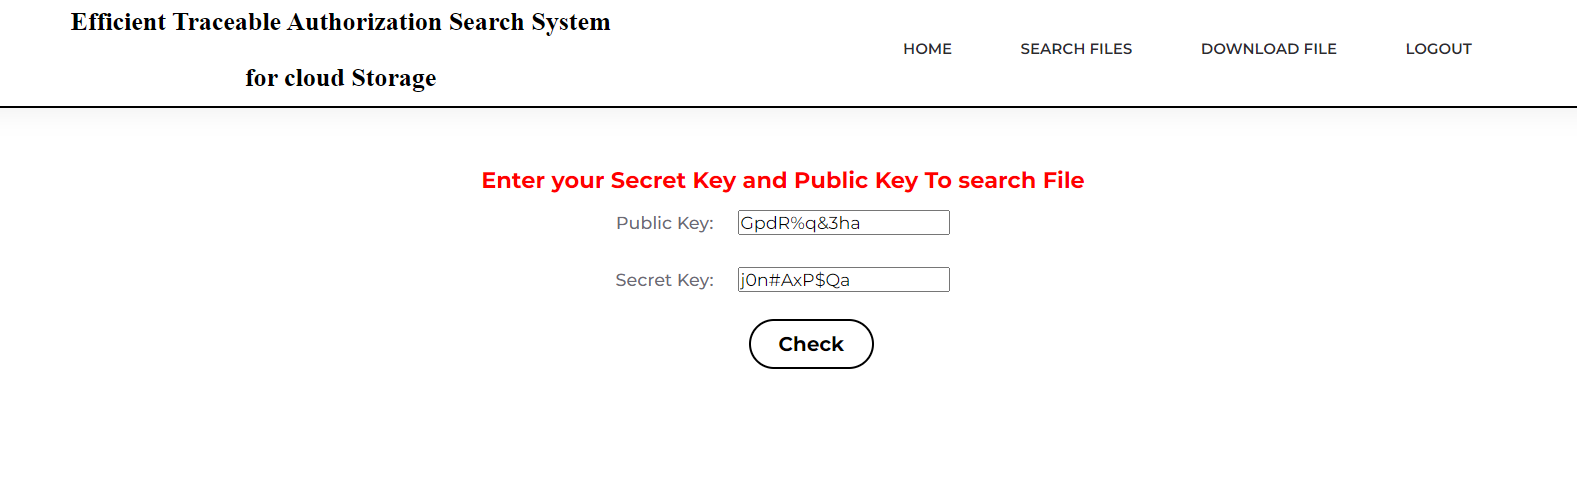 Efficient Traceable Authorization Search System
for cloud Storage
HOME SEARCH FILES DOWNLOAD FILE LOGOUT
Enter your Secret Key and Public Key To search File
Public Key: GpdR%q&3ha
Secret Key: j0n#AxP$Qa
Check